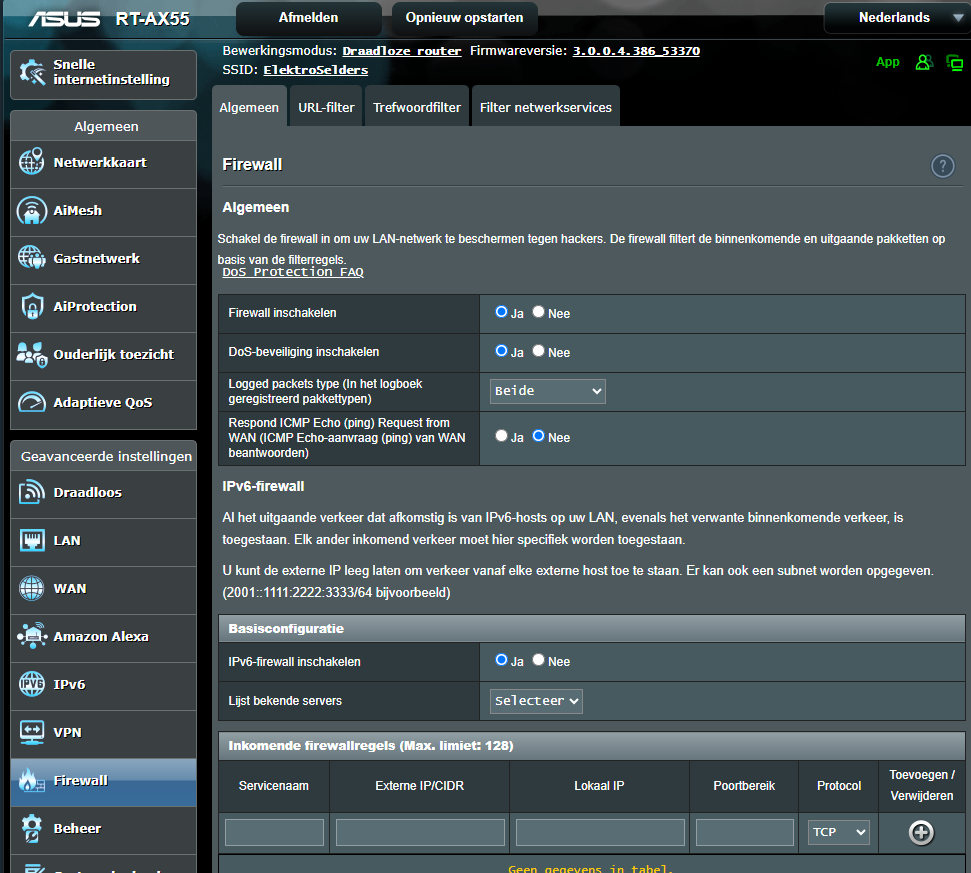 ASUS RT-AX55
Afmelden
Opnieuw opstarten
Nederlands
Bewerkingsmodus: Draadloze router Firmwareversie: 3.0.0.4.386_53370
SSID: ElektroSelders
App
Snelle
internetinstelling
Algemeen
Netwerkkaart
AiMesh
Gastnetwerk
AiProtection
Ouderlijk toezicht
Adaptieve QoS
Geavanceerde instellingen
Draadloos
LAN
WAN
Amazon Alexa
IPv6
VPN
Firewall
Beheer
Algemeen
URL-filter
Trefwoordfilter
Filter netwerkservices
Firewall
?
Algemeen
Schakel de firewall in om uw LAN-netwerk te beschermen tegen hackers. De firewall filtert de binnenkomende en uitgaande pakketten op
basis van de filterregels.
DoS Protection FAQ
Firewall inschakelen
Ja Nee
DoS-beveiliging inschakelen
Ja Nee
Logged packets type (In het logboek
geregistreerd pakkettypen)
Beide
Respond ICMP Echo (ping) Request from
WAN (ICMP Echo-aanvraag (ping) van WAN
beantwoorden)
Ja Nee
IPv6-firewall
Al het uitgaande verkeer dat afkomstig is van IPv6-hosts op uw LAN, evenals het verwante binnenkomende verkeer, is
toegestaan. Elk ander inkomend verkeer moet hier specifiek worden toegestaan.
U kunt de externe IP leeg laten om verkeer vanaf elke externe host toe te staan. Er kan ook een subnet worden opgegeven.
(2001::1111:2222:3333/64 bijvoorbeeld)
Basisconfiguratie
IPv6-firewall inschakelen
Ja Nee
Lijst bekende servers
Selecteer
Inkomende firewallregels (Max. limiet: 128)
Servicenaam
Externe IP/CIDR
Lokaal IP
Poortbereik
Protocol
Toevoegen /
Verwijderen
TCP
Geen gegevens in tabel.